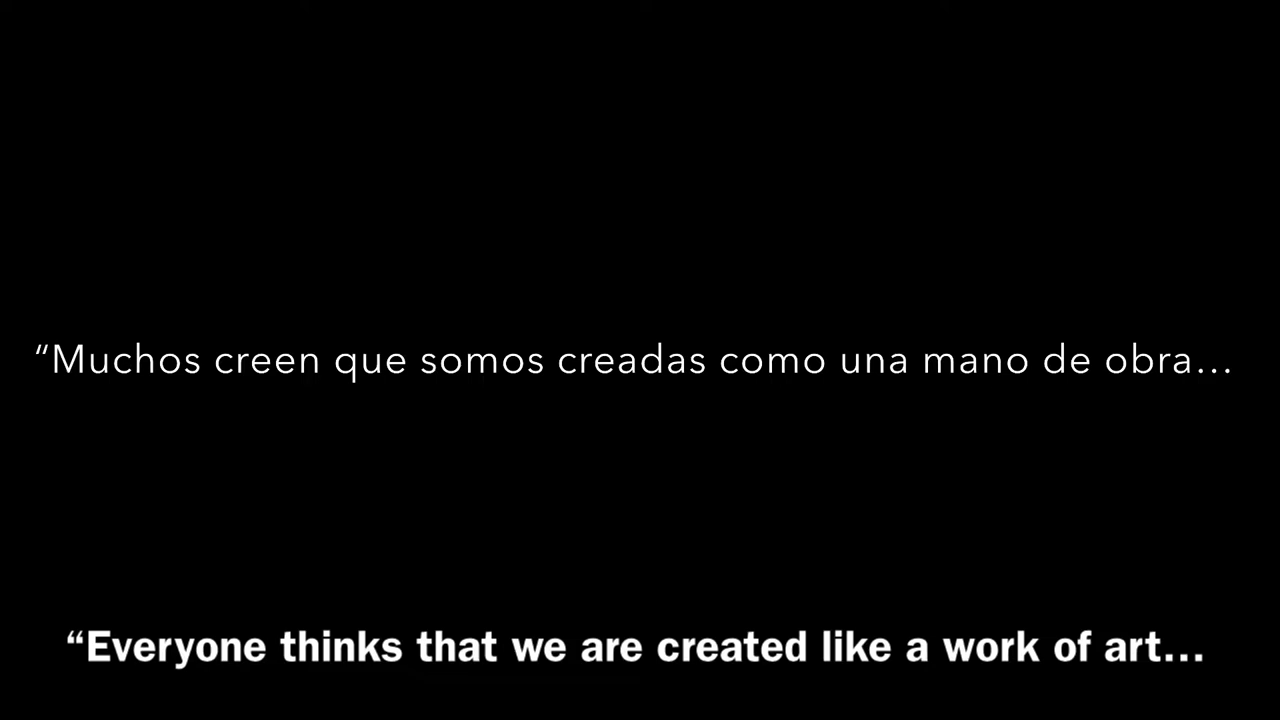 “Muchos creen que somos creadas como una mano de obra...
“Everyone thinks that we are created like a work of art...